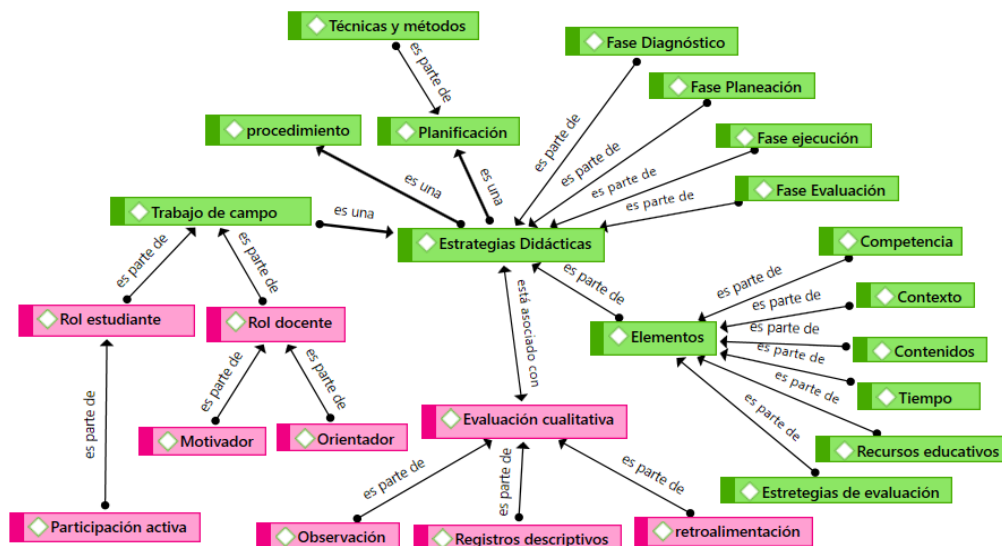 Técnicas y métodos
Fase Diagnóstico
es parte de
Fase Planeación
procedimiento
Planificación
es parte de
Fase ejecución
es parte de
es una
es una
es parte de
Fase Evaluación
es parte de
Trabajo de campo
es una
Estrategias Didácticas
Competencia
es parte de
es parte de
es parte de
es parte de
Contexto
es parte de
Rol estudiante
Rol docente
está asociado con
Elementos
es parte de
Contenidos
es parte de
Tiempo
es parte de
es parte de
es parte de
es parte de
es parte de
Motivador
Orientador
Evaluación cualitativa
Recursos educativos
Estretegias de evaluación
es parte de
es parte de
es parte de
Participación activa
Observación
Registros descriptivos
retroalimentación